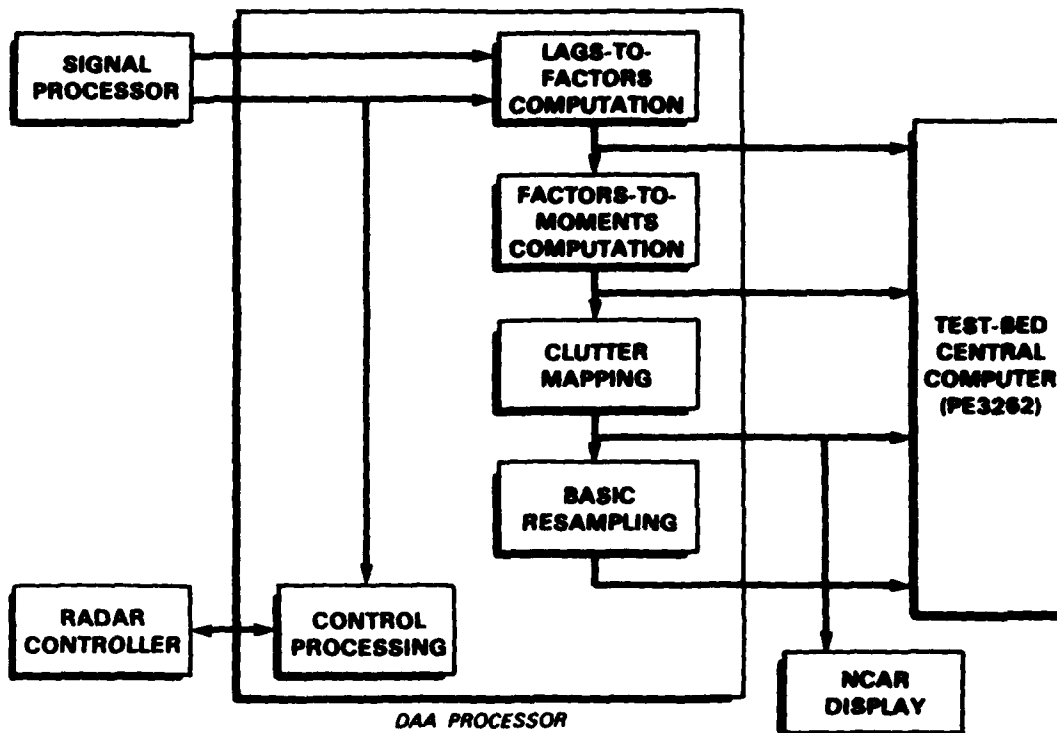 SIGNAL
PROCESSOR
LAGS-TO-
FACTORS
COMPUTATION
FACTORS-TO-
MOMENTS
COMPUTATION
CLUTTER
MAPPING
BASIC
RESAMPLING
TEST-BED
CENTRAL
COMPUTER
(PE3262)
RADAR
CONTROLLER
CONTROL
PROCESSING
NCAR
DISPLAY
DAA PROCESSOR